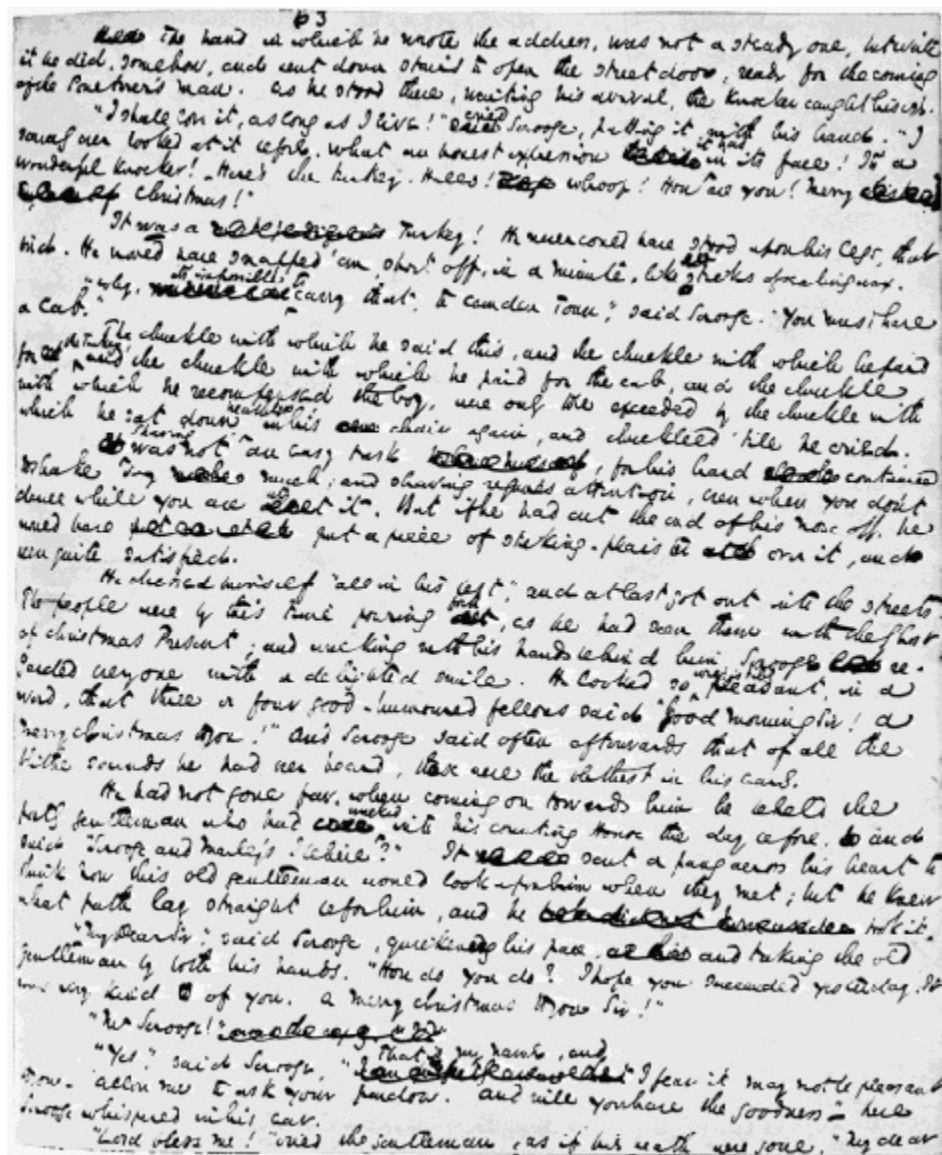 63
The hand in which he wrote the address, was not a steady one, but write
it he did, somehow, and went down stairs to open the street door, ready for the coming
of the Poulterer's man. As he stood there, waiting his arrival, the knocker caught his eye.
"I shall love it, as long as I live!" cried Scrooge, patting it with his hand. "I
scarcely ever looked at it before. What an honest expression it has in its face! It's a
wonderful knocker! - Here's the turkey. Hallo! Whoop! How are you! Merry
Christmas!"
It was a Turkey! He never could have stood upon his legs, that
bird. He would have snapped 'em short off, in a minute, like sticks of sealing wax.
"Why, it's impossible to carry that, to Camden Town," said Scrooge. "You must have
a cab."
The chuckle with which he said this, and the chuckle with which he paid
for the turkey and the chuckle with which he paid for the cab, and the chuckle
with which he recompensed the boy, were only to be exceeded by the chuckle with
which he sat down breathless in his chair again, and chuckled 'till he cried.
Shaving was not an easy task, for his hand continued
to shake very much; and shaving requires attention, even when you don't
dance while you are at it. But if he had cut the end of his nose off, he
would have put a piece of sticking-plaister over it, and
been quite satisfied.
He dressed himself "all in his best", and at last got out into the streets
The people were by this time pouring forth, as he had seen them with the Ghost
of Christmas Present; and walking with his hands behind him, Scrooge re-
garded every one with a delighted smile. He looked so irresistibly pleasant, in a
word, that three or four good-humoured fellows said "Good morning Sir! A
merry christmas to you!" And Scrooge said often afterwards that of all the
blithe sounds he had ever heard, those were the blithest in his ears.
He had not gone far, when coming on towards him he beheld the
portly gentleman who had walked into his counting House the day before, and
said "Scrooge and Marley's I believe?" It sent a pang across his heart to
think how this old gentleman would look upon him when they met; but he knew
what path lay straight before him, and he took it.
"My dear Sir," said Scrooge, quickening his pace, and taking the old
gentleman by both his hands. "How do you do? I hope you succeeded yesterday. It
was very kind of you. A merry christmas to you Sir!"
"Mr Scrooge!"
"Yes," said Scrooge. "That is my name, and I fear it may not be pleasant
to you. Allow me to ask your pardon. And will you have the goodness" - here
Scrooge whispered in his ear.
"Lord bless me!" cried the gentleman, as if his breath were gone. "My dear